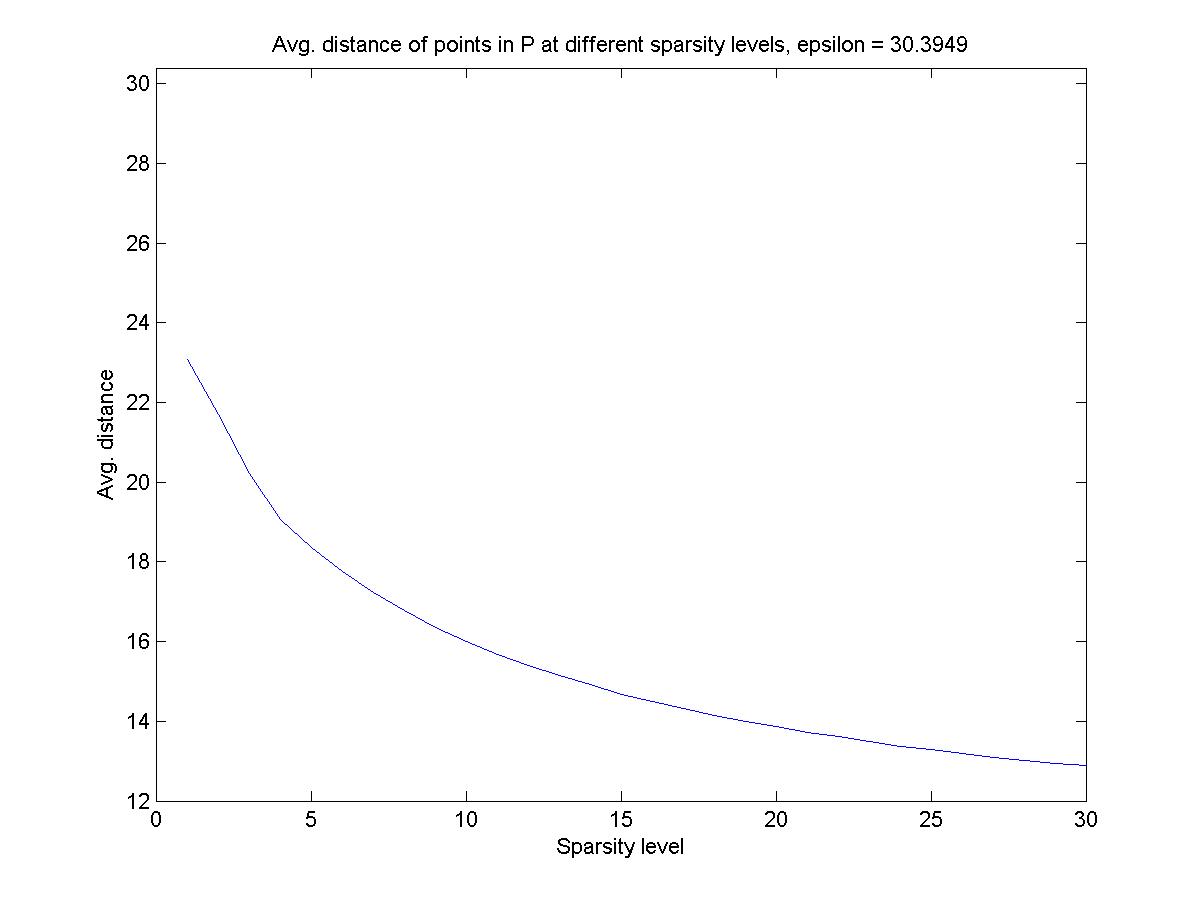 Avg. distance of points in P at different sparsity levels, epsilon = 30.3949
30
28
26
24
22
20
18
16
14
12
Avg. distance
0 5 10 15 20 25 30
Sparsity level